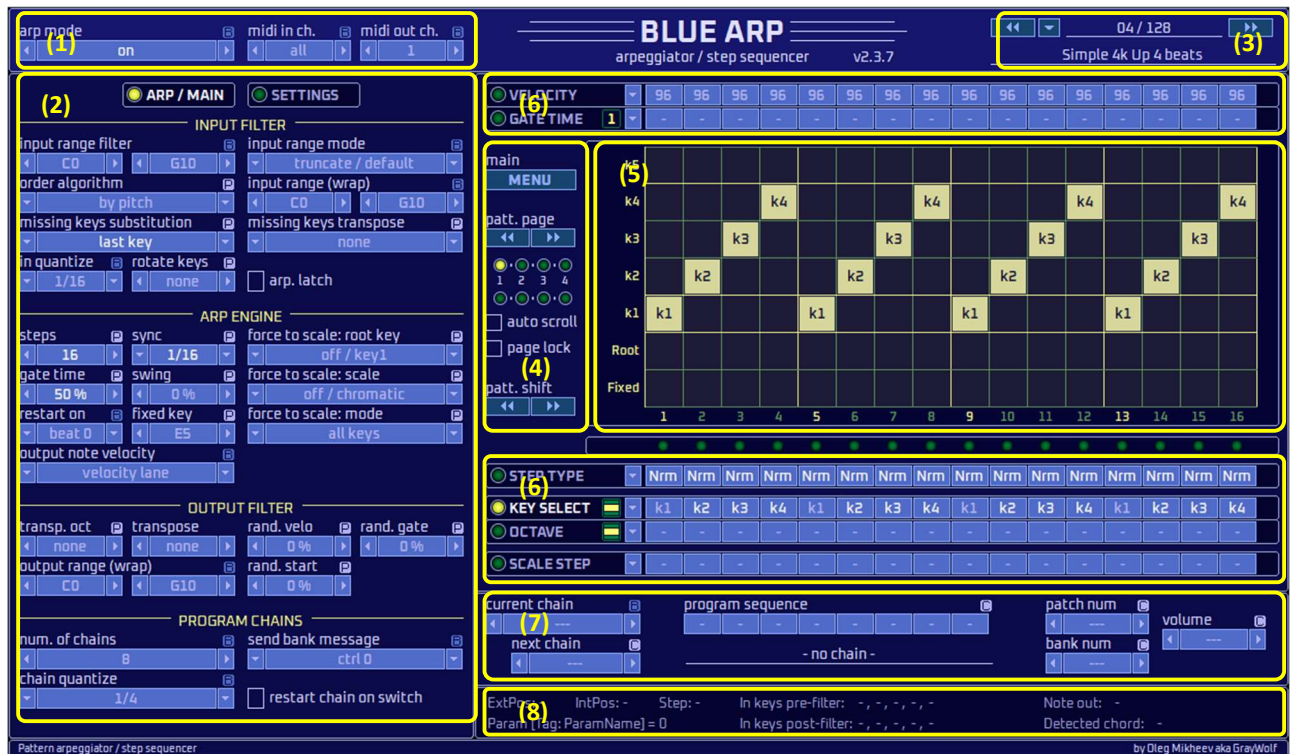 arp mode midi in ch. midi out ch.
(1) on all 1
BLUE ARP
arpeggiator / step sequencer v2.3.7
04 / 128
(3)
Simple 4k Up 4 beats
(2) ARP / MAIN SETTINGS
INPUT FILTER
input range filter input range mode
C0 G10 truncate / default
order algorithm input range (wrap)
by pitch C0 G10
missing keys substitution missing keys transpose
last key none
in quantize rotate keys
1/16 none arp. latch
ARP ENGINE
steps sync force to scale: root key
16 1/16 off / key1
gate time swing force to scale: scale
50 % 0 % off / chromatic
restart on fixed key force to scale: mode
beat 0 E5 all keys
output note velocity
velocity lane
OUTPUT FILTER
transp. oct transpose rand. velo rand. gate
none none 0 % 0 %
output range (wrap) rand. start
C0 G10 0 %
PROGRAM CHAINS
num. of chains send bank message
8 ctrl 0
chain quantize
1/4 restart chain on switch
VELOCITY 96 96 96 96 96 96 96 96 96 96 96 96 96 96 96 96
(6)
GATE TIME 1 - - - - - - - - - - - - - - - -
main
MENU
patt. page
1 2 3 4
auto scroll
page lock
(4)
patt. shift
k5
(5)
k4 k4 k4 k4 k4
k3 k3 k3 k3 k3
k2 k2 k2 k2 k2
k1 k1 k1 k1 k1
Root
Fixed
1 2 3 4 5 6 7 8 9 10 11 12 13 14 15 16
STEP TYPE Nrm Nrm Nrm Nrm Nrm Nrm Nrm Nrm Nrm Nrm Nrm Nrm Nrm Nrm Nrm Nrm
(6)
KEY SELECT k1 k2 k3 k4 k1 k2 k3 k4 k1 k2 k3 k4 k1 k2 k3 k4
OCTAVE - - - - - - - - - - - - - - - -
SCALE STEP - - - - - - - - - - - - - - - -
current chain program sequence patch num volume
--- - - - - - - - - --- ---
(7)
next chain - no chain - bank num
--- ---
ExtPos: IntPos: - Step: - In keys pre-filter: - , - , - , - , - Note out: -
(8)
Param [Tag: ParamName] = 0 In keys post-filter: - , - , - , - , - Detected chord: -
Pattern arpeggiator / step sequencer by Oleg Mikheev aka GrayWolf